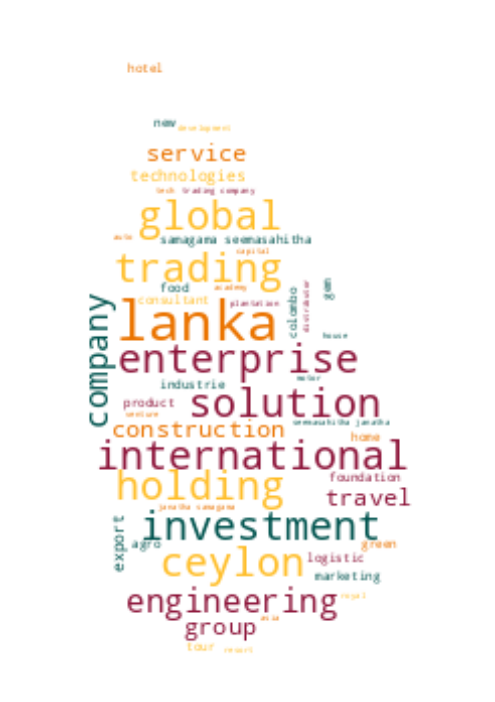 hotel
new development
service
technologies
tech trading company
global
auto samagama seemasahitha
capital
trading
food academy gem
consultant plantation colombo distributor
company lanka house
enterprise
industrie motor
product solution
venture seemasahitha janatha
construction home
international
holding foundation
travel
janatha samagama
investment
export agro green
ceylon logistic
marketing
engineering royal
group asia
tour resort